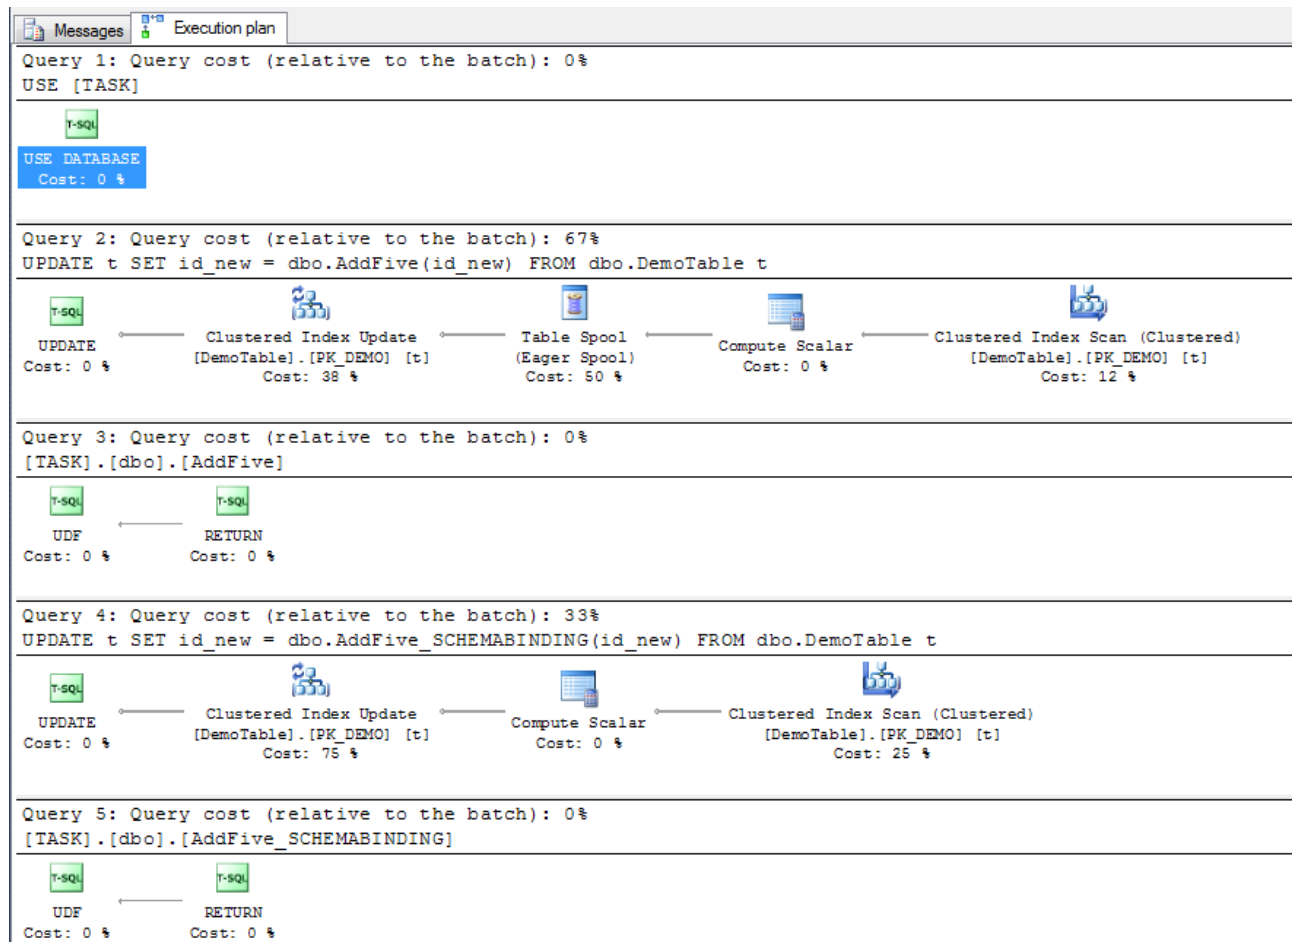 Messages Execution plan
Query 1: Query cost (relative to the batch): 0%
USE [TASK]
T-SQL
USE DATABASE
Cost: 0 %
Query 2: Query cost (relative to the batch): 67%
UPDATE t SET id_new = dbo.AddFive(id_new) FROM dbo.DemoTable t
T-SQL
UPDATE
Cost: 0 %
Clustered Index Update
[DemoTable].[PK_DEMO] [t]
Cost: 38 %
Table Spool
(Eager Spool)
Cost: 50 %
Compute Scalar
Cost: 0 %
Clustered Index Scan (Clustered)
[DemoTable].[PK_DEMO] [t]
Cost: 12 %
Query 3: Query cost (relative to the batch): 0%
[TASK].[dbo].[AddFive]
T-SQL
UDF
Cost: 0 %
T-SQL
RETURN
Cost: 0 %
Query 4: Query cost (relative to the batch): 33%
UPDATE t SET id_new = dbo.AddFive_SCHEMABINDING(id_new) FROM dbo.DemoTable t
T-SQL
UPDATE
Cost: 0 %
Clustered Index Update
[DemoTable].[PK_DEMO] [t]
Cost: 75 %
Compute Scalar
Cost: 0 %
Clustered Index Scan (Clustered)
[DemoTable].[PK_DEMO] [t]
Cost: 25 %
Query 5: Query cost (relative to the batch): 0%
[TASK].[dbo].[AddFive_SCHEMABINDING]
T-SQL
UDF
Cost: 0 %
T-SQL
RETURN
Cost: 0 %